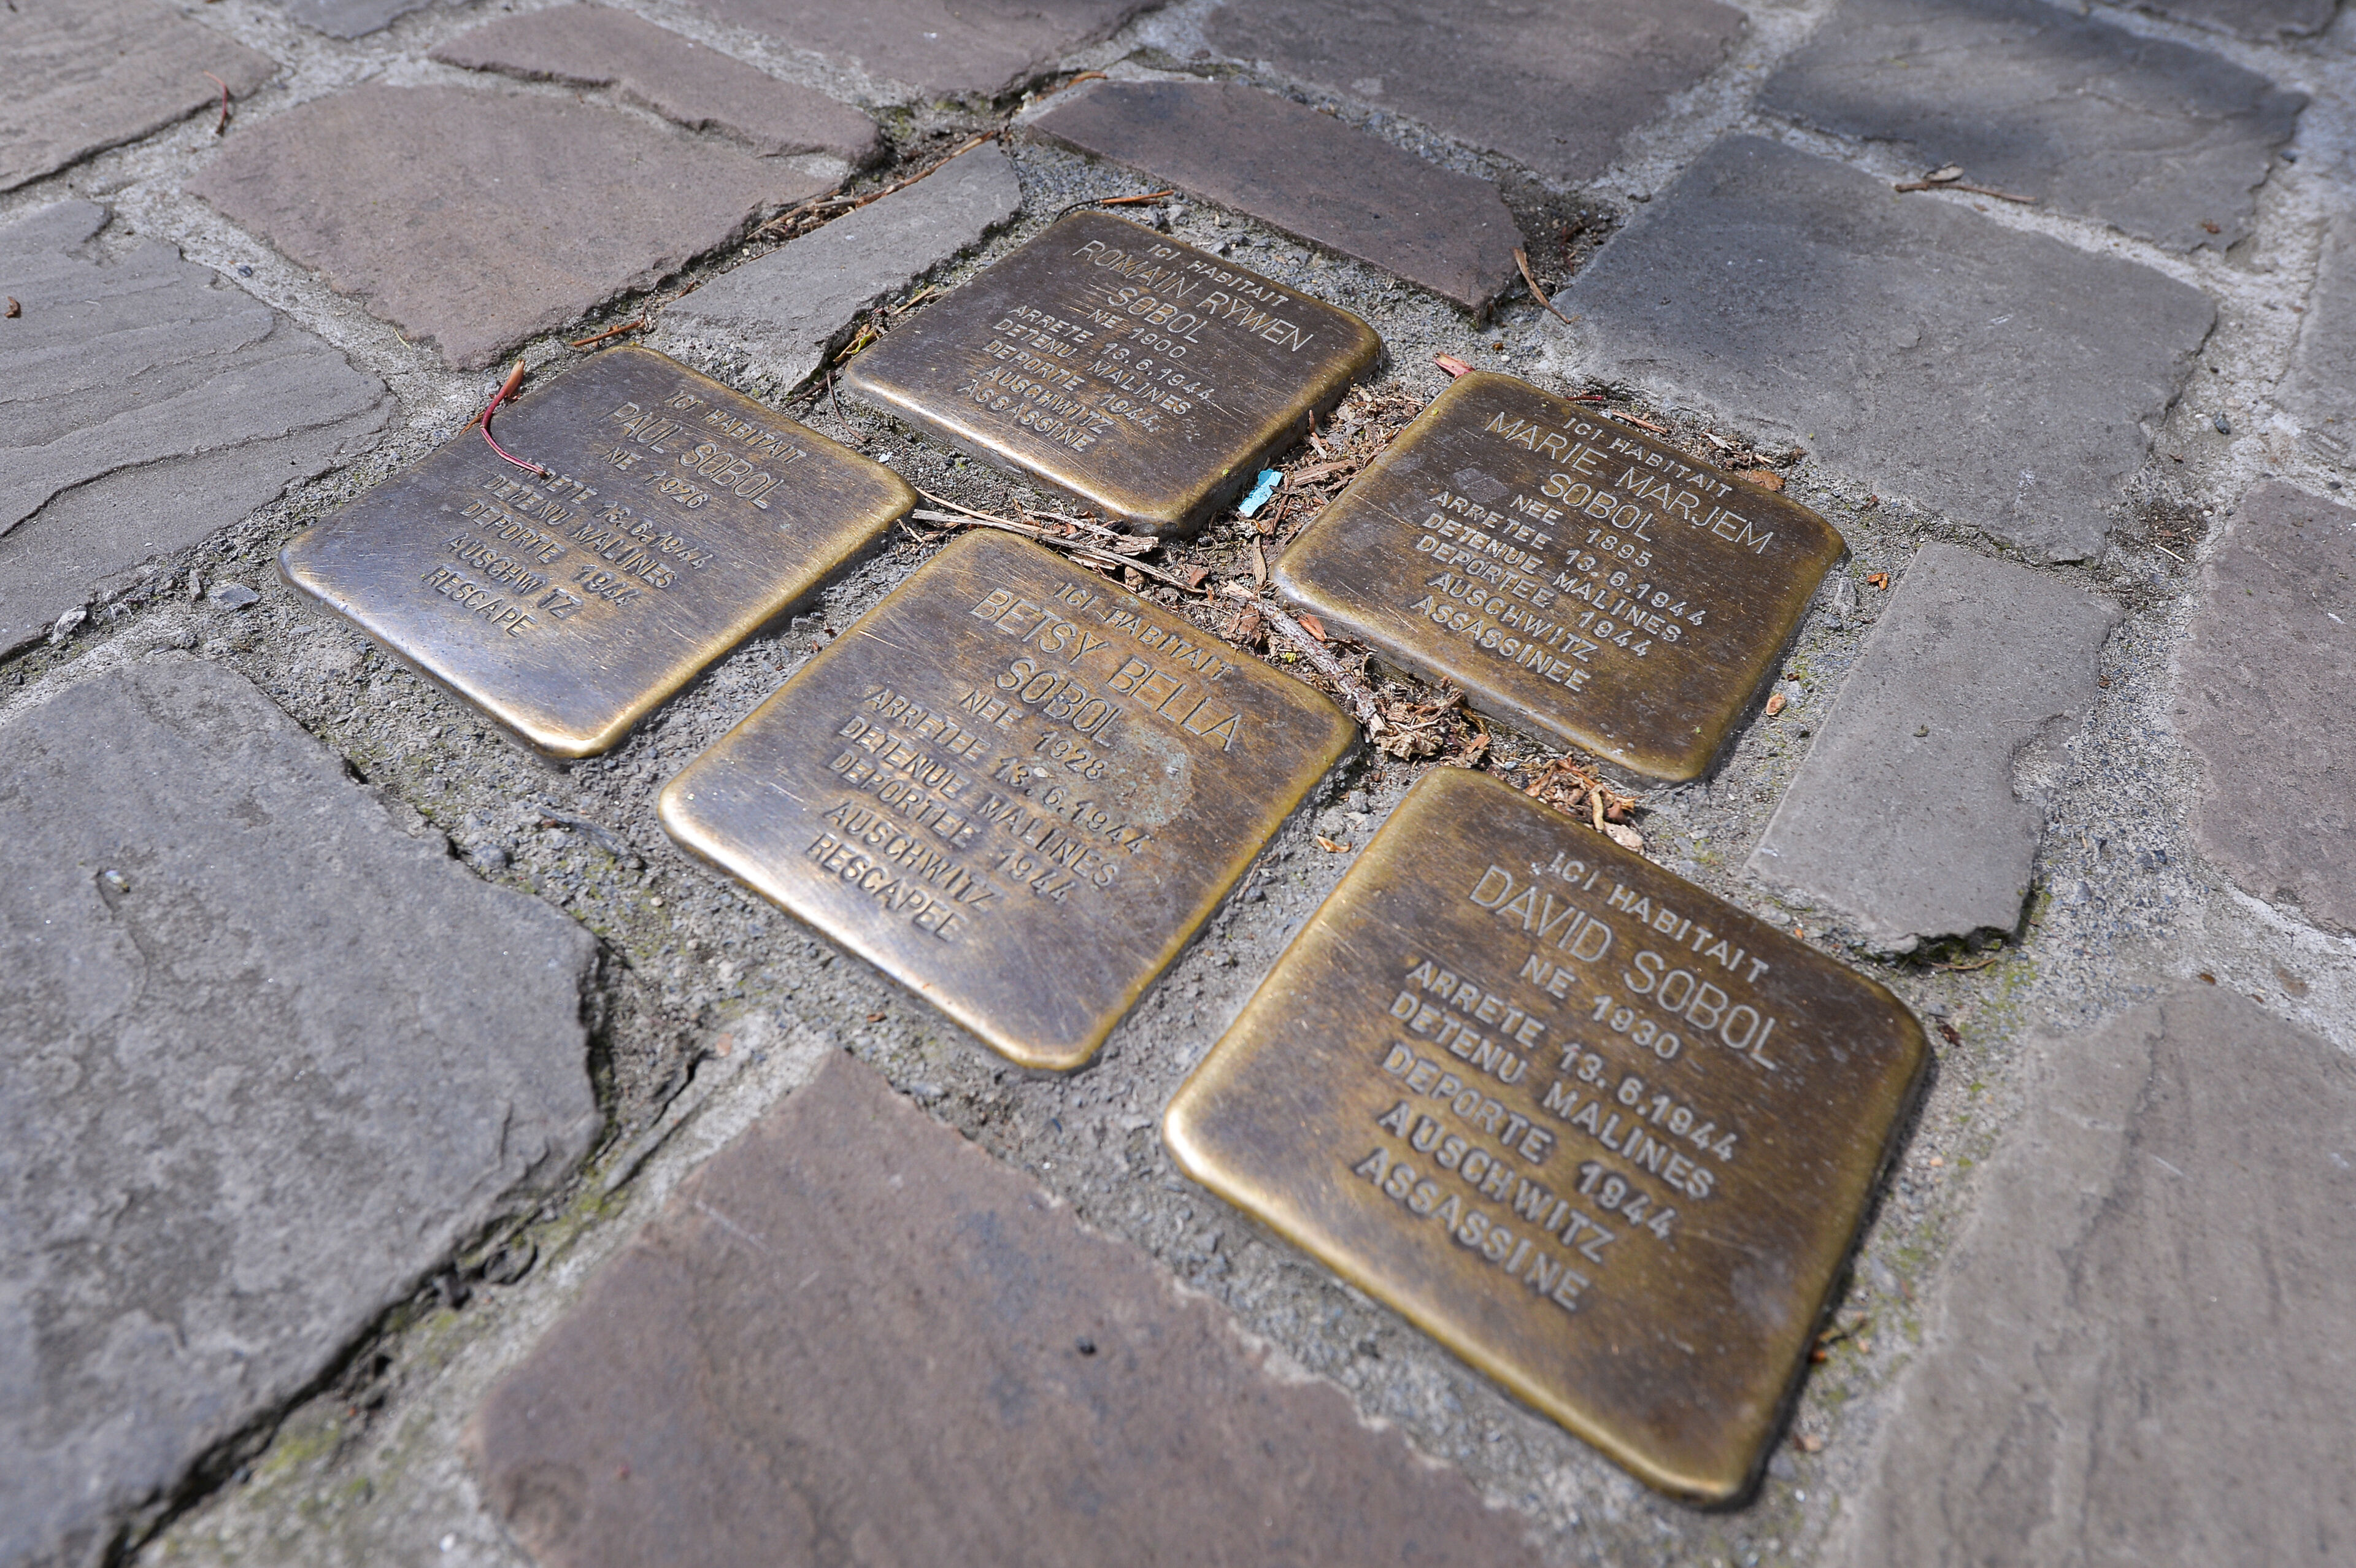 ICI HABITAIT
ROMAIN RYWEN
SOBOL
NE 1900
ARRETE 13.6.1944
DETENU MALINES
DEPORTE 1944
AUSCHWITZ
ASSASSINE
ICI HABITAIT
MARIE MARJEM
SOBOL
NEE 1895
ARRETEE 13.6.1944
DETENUE MALINES
DEPORTEE 1944
AUSCHWITZ
ASSASSINEE
ICI HABITAIT
PAUL SOBOL
NE 1926
ARRETE 13.6.1944
DETENU MALINES
DEPORTE 1944
AUSCHWITZ
RESCAPE
ICI HABITAIT
BETSY BELLA
SOBOL
NEE 1928
ARRETEE 13.6.1944
DETENUE MALINES
DEPORTEE 1944
AUSCHWITZ
RESCAPEE
ICI HABITAIT
DAVID SOBOL
NE 1930
ARRETE 13.6.1944
DETENU MALINES
DEPORTE 1944
AUSCHWITZ
ASSASSINE